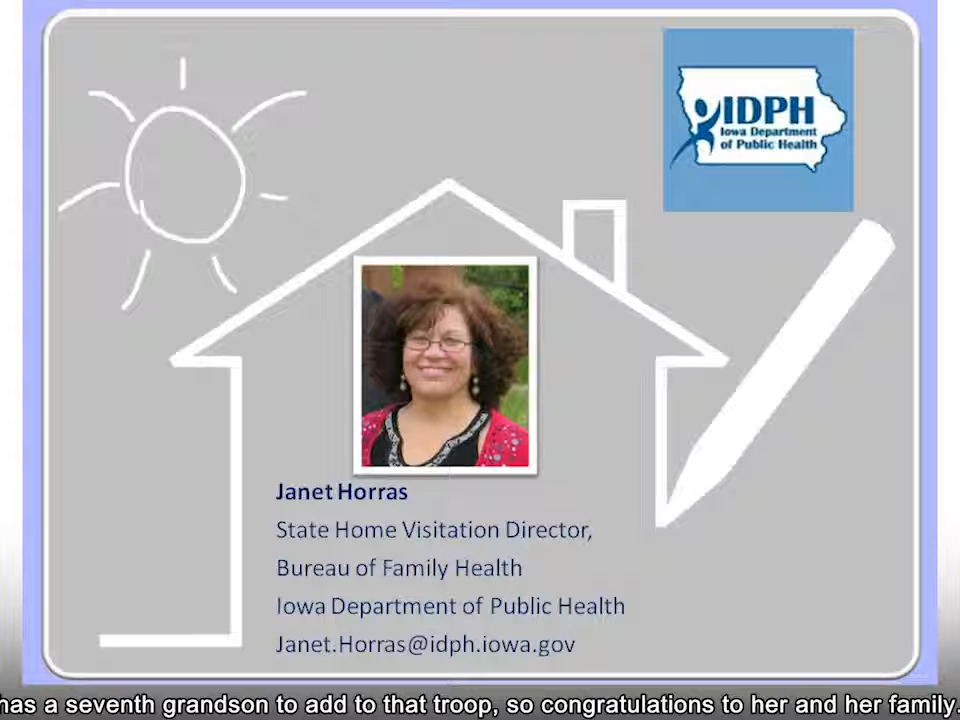 IDPH
Iowa Department
of Public Health
Janet Horras
State Home Visitation Director,
Bureau of Family Health
Iowa Department of Public Health
Janet.Horras@idph.iowa.gov
has a seventh grandson to add to that troop, so congratulations to her and her family.